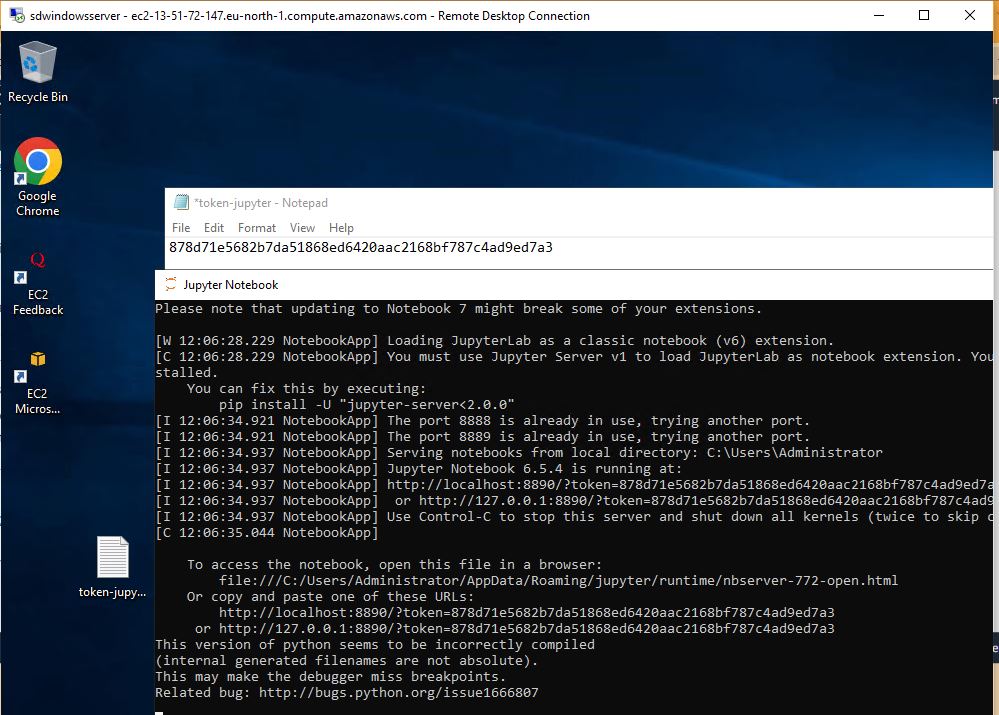 sdwindowsserver - ec2-13-51-72-147.eu-north-1.compute.amazonaws.com - Remote Desktop Connection
Recycle Bin
Google
Chrome
EC2
Feedback
EC2
Micros...
token-jupy...
*token-jupyter - Notepad
File Edit Format View Help
878d71e5682b7da51868ed6420aac2168bf787c4ad9ed7a3
Jupyter Notebook
Please note that updating to Notebook 7 might break some of your extensions.
[W 12:06:28.229 NotebookApp] Loading JupyterLab as a classic notebook (v6) extension.
[C 12:06:28.229 NotebookApp] You must use Jupyter Server v1 to load JupyterLab as notebook extension. You
stalled.
You can fix this by executing:
pip install -U "jupyter-server<2.0.0"
[I 12:06:34.921 NotebookApp] The port 8888 is already in use, trying another port.
[I 12:06:34.921 NotebookApp] The port 8889 is already in use, trying another port.
[I 12:06:34.937 NotebookApp] Serving notebooks from local directory: C:\Users\Administrator
[I 12:06:34.937 NotebookApp] Jupyter Notebook 6.5.4 is running at:
[I 12:06:34.937 NotebookApp] http://localhost:8890/?token=878d71e5682b7da51868ed6420aac2168bf787c4ad9ed7a
[I 12:06:34.937 NotebookApp]  or http://127.0.0.1:8890/?token=878d71e5682b7da51868ed6420aac2168bf787c4ad9
[I 12:06:34.937 NotebookApp] Use Control-C to stop this server and shut down all kernels (twice to skip c
[C 12:06:35.044 NotebookApp]
To access the notebook, open this file in a browser:
file:///C:/Users/Administrator/AppData/Roaming/jupyter/runtime/nbserver-772-open.html
Or copy and paste one of these URLs:
http://localhost:8890/?token=878d71e5682b7da51868ed6420aac2168bf787c4ad9ed7a3
or http://127.0.0.1:8890/?token=878d71e5682b7da51868ed6420aac2168bf787c4ad9ed7a3
This version of python seems to be incorrectly compiled
(internal generated filenames are not absolute).
This may make the debugger miss breakpoints.
Related bug: http://bugs.python.org/issue1666807